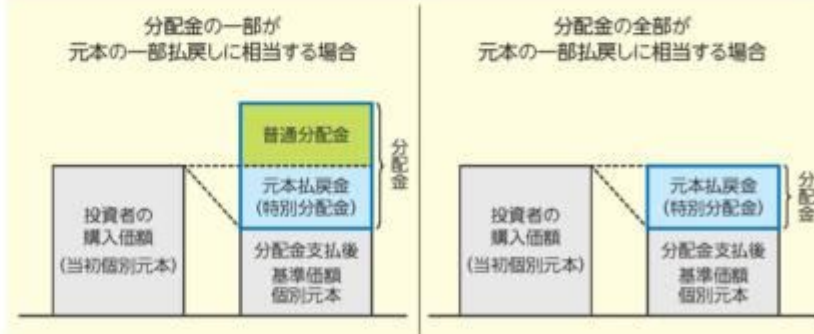 分配金の一部が
元本の一部払戻しに相当する場合
普通分配金
元本払戻金
(特別分配金)
分配金
投資者の
購入価額
(当初個別元本)
分配金支払後
基準価額
個別元本
分配金の全部が
元本の一部払戻しに相当する場合
元本払戻金
(特別分配金)
分配金
投資者の
購入価額
(当初個別元本)
分配金支払後
基準価額
個別元本